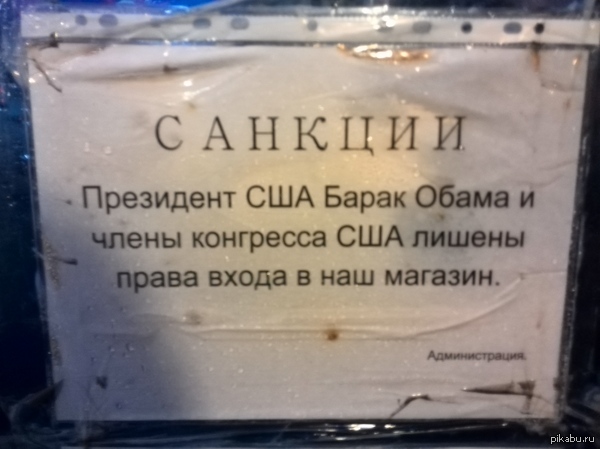 САНКЦИИ
Президент США Барак Обама и
члены конгресса США лишены
права входа в наш магазин.
Администрация.
pikabu.ru